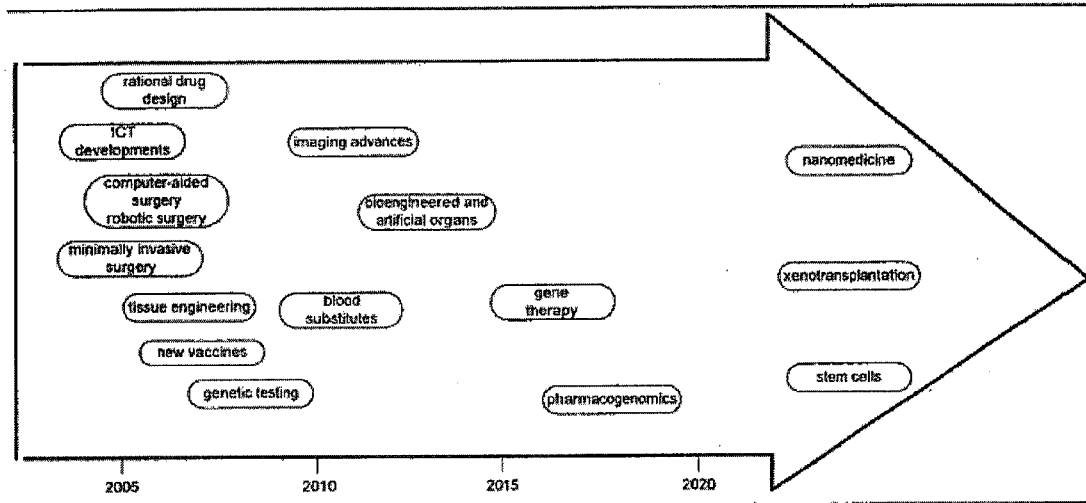 rational drug
design
ICT
developments
imaging advances
nanomedicine
computer-aided
surgery
robotic surgery
bioengineered and
artificial organs
minimally invasive
surgery
xenotransplantation
tissue engineering
blood
substitutes
gene
therapy
new vaccines
stem cells
genetic testing
pharmacogenomics
2005
2010
2015
2020